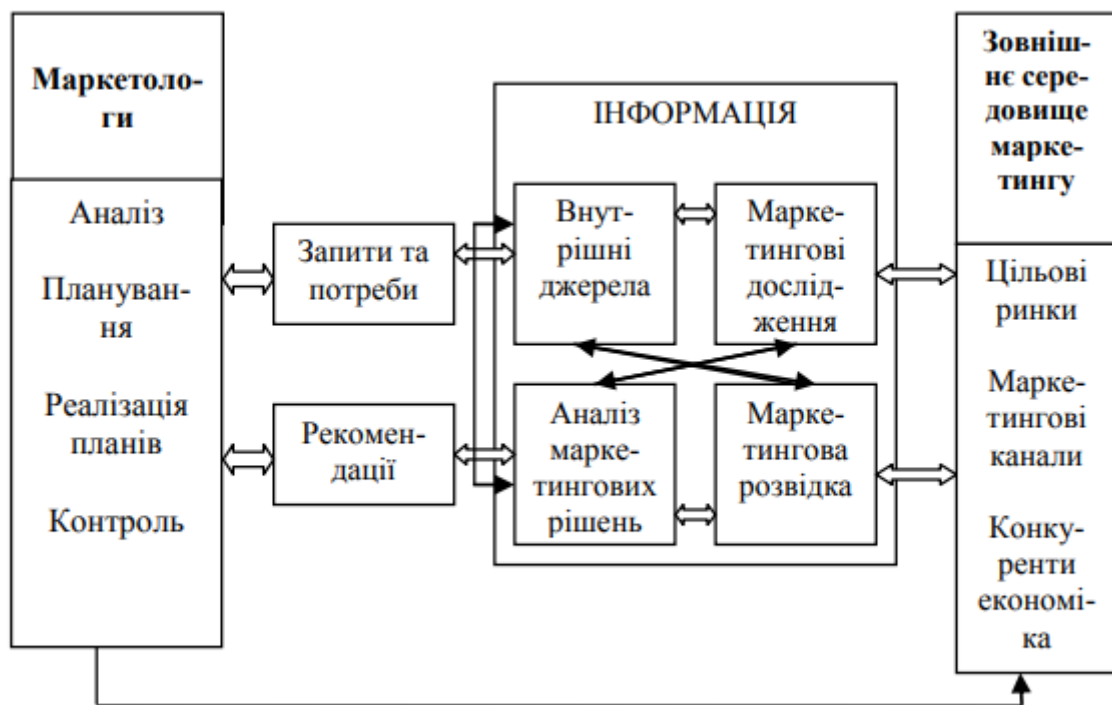 Маркетоло-
ги
Аналіз
Плануван-
ня
Реалізація
планів
Контроль
Запити та
потреби
Рекомен-
дації
ІНФОРМАЦІЯ
Внут-
рішні
джерела
Марке-
тингові
дослід-
ження
Аналіз
марке-
тингових
рішень
Марке-
тингова
розвідка
Зовніш-
нє сере-
довище
марке-
тингу
Цільові
ринки
Марке-
тингові
канали
Конку-
ренти
економі-
ка